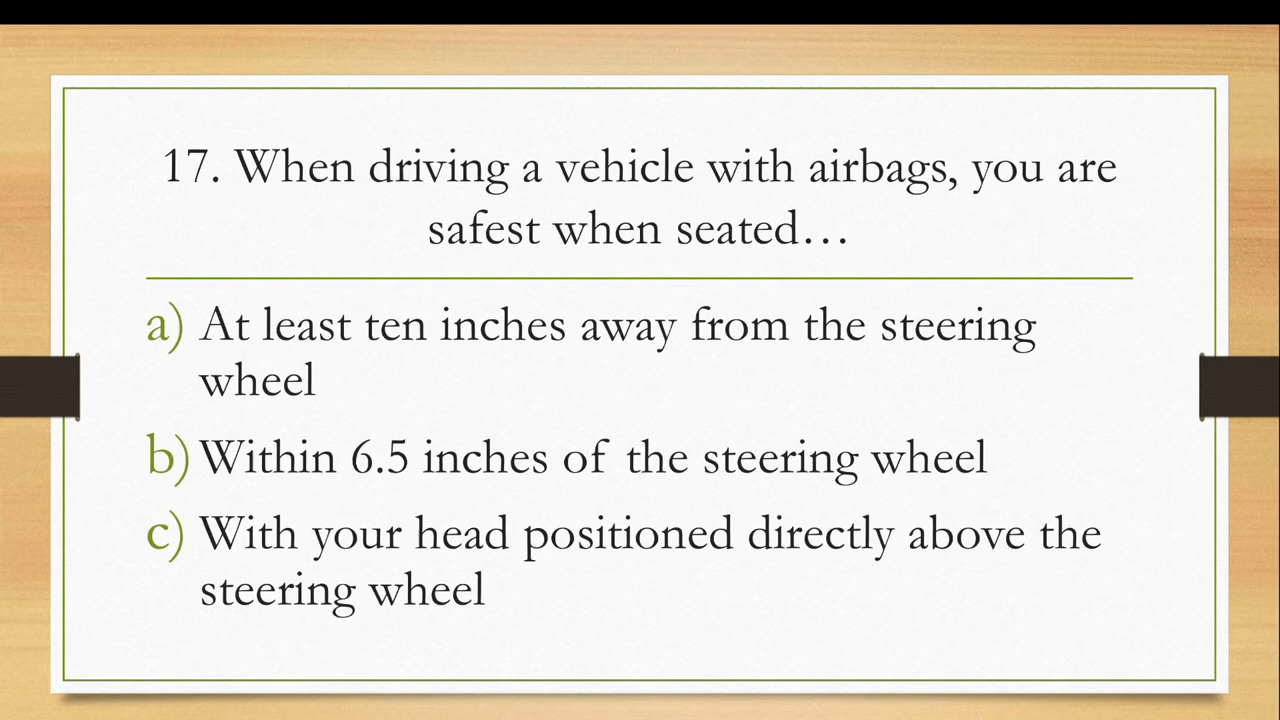 17. When driving a vehicle with airbags, you are
safest when seated…
a) At least ten inches away from the steering
wheel
b) Within 6.5 inches of the steering wheel
c) With your head positioned directly above the
steering wheel